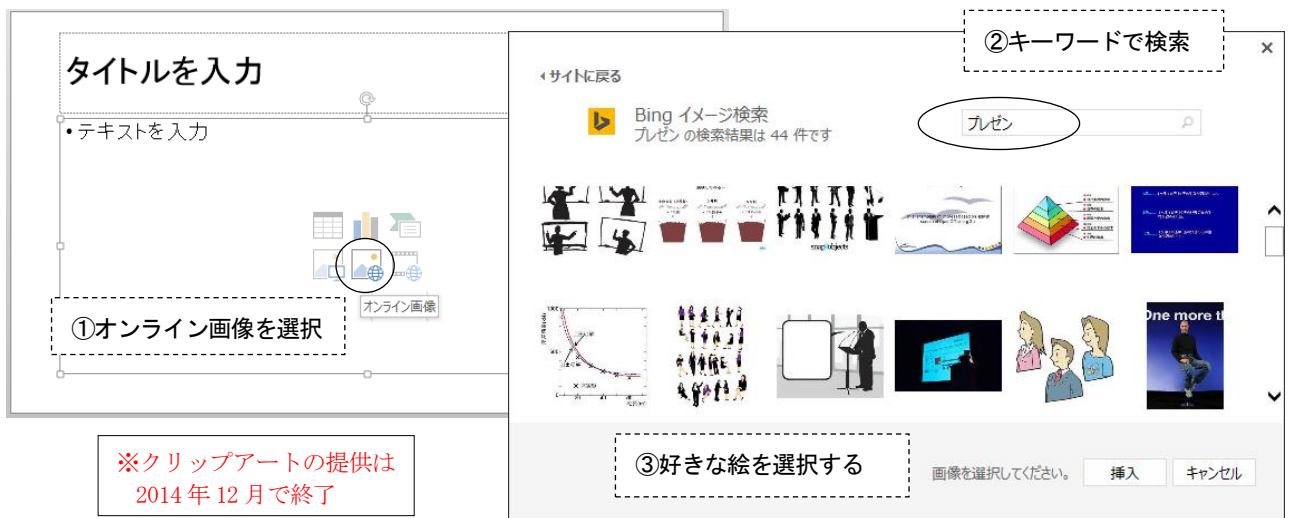 タイトルを入力
•テキストを入力
オンライン画像
①オンライン画像を選択
※クリップアートの提供は
2014 年 12 月で終了
②キーワードで検索
サイトに戻る
Bing イメージ検索
プレゼン の検索結果は 44 件です
プレゼン
snap2objects
One more th
③好きな絵を選択する
画像を選択してください。
挿入
キャンセル